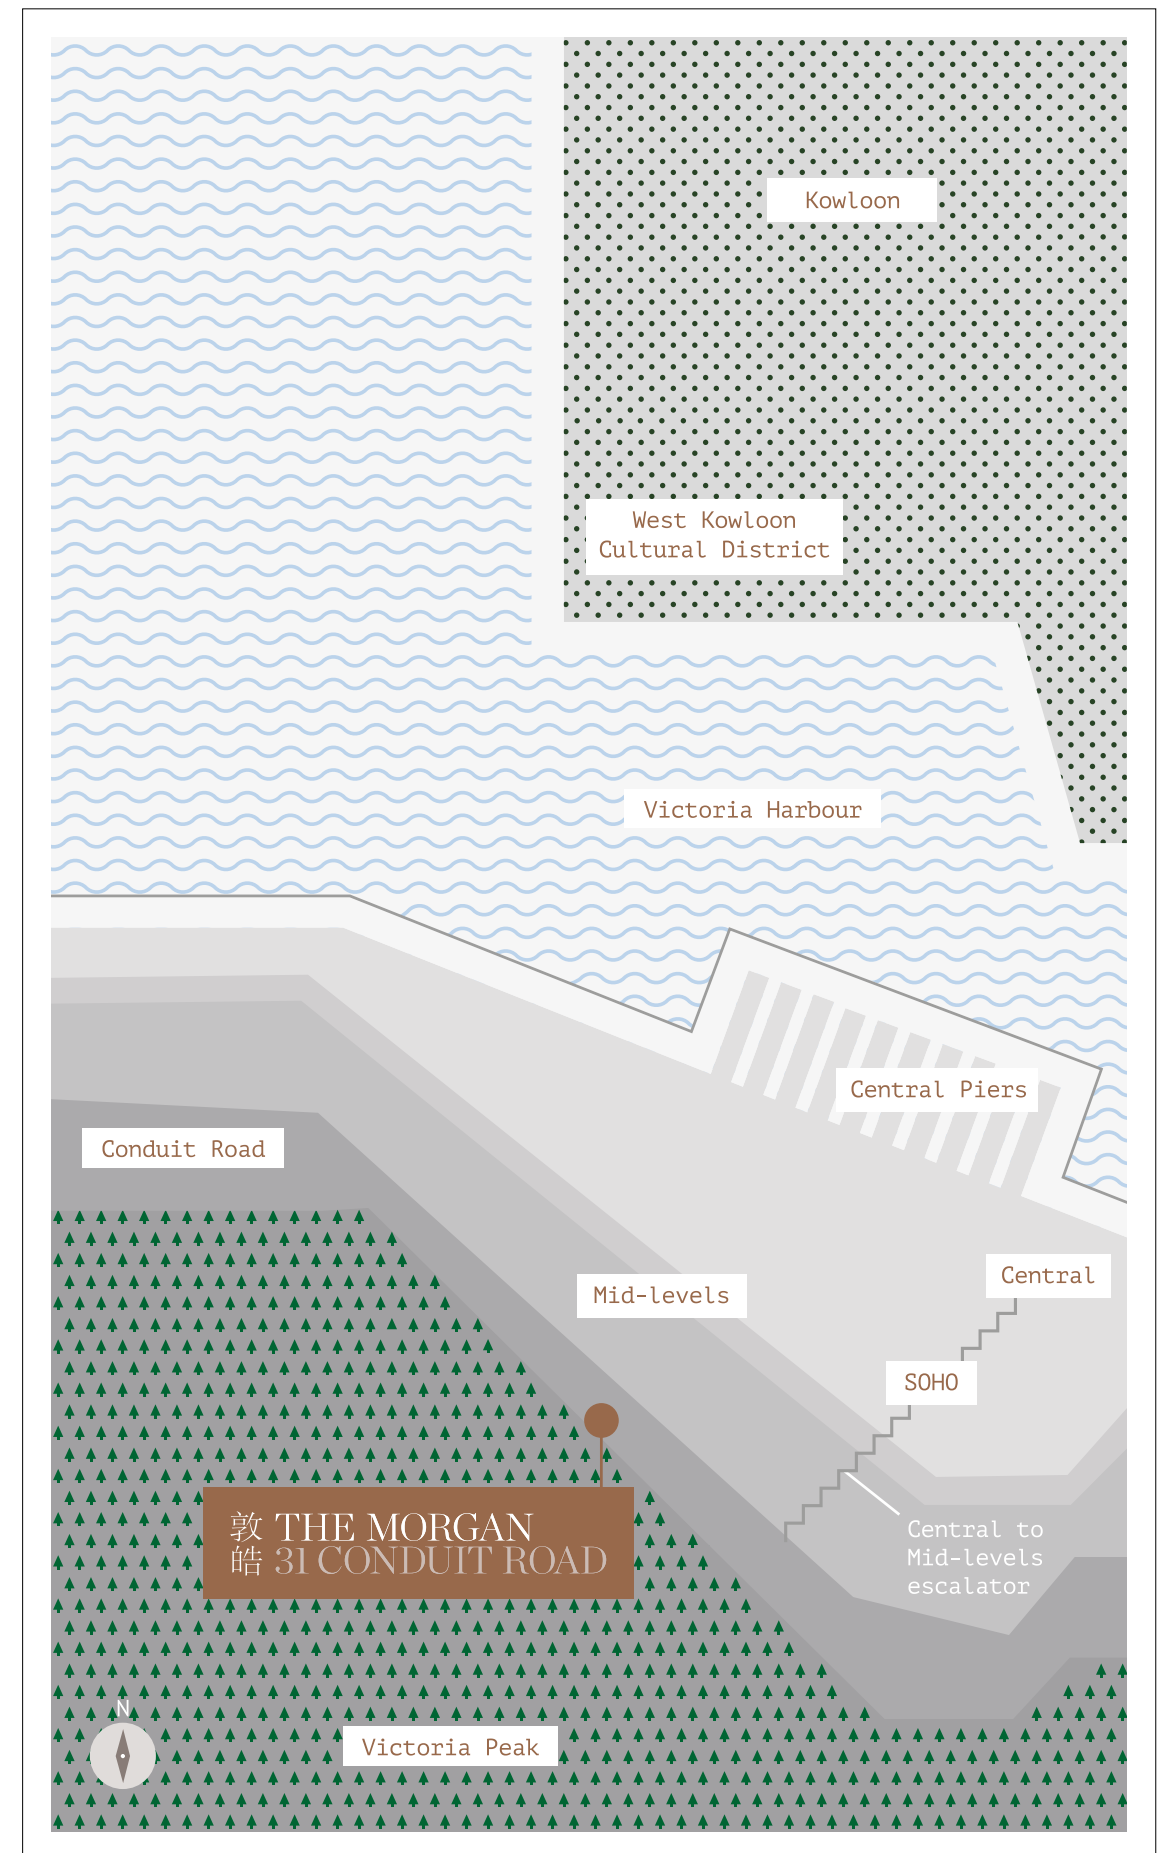 Kowloon
West Kowloon
Cultural District
Victoria Harbour
Central Piers
Conduit Road
Central
Mid-levels
SOHO
敦 THE MORGAN
皓 31 CONDUIT ROAD
Central to
Mid-levels
escalator
N
Victoria Peak